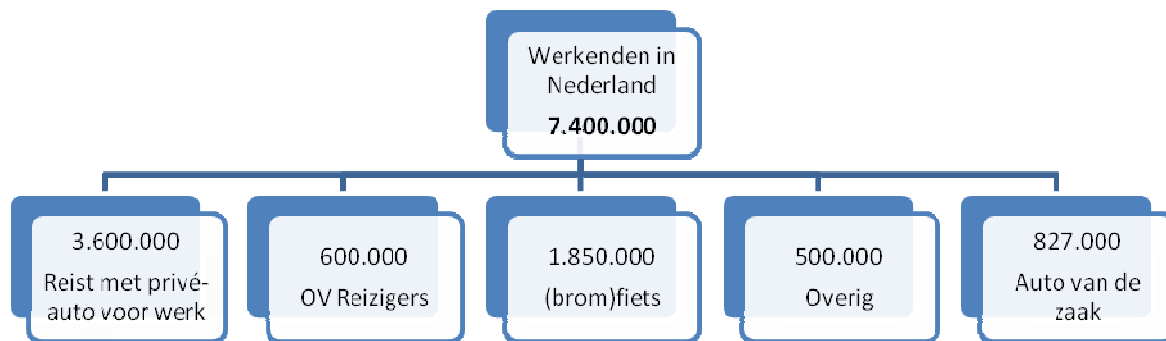 Werkenden in
Nederland
7.400.000
3.600.000
Reist met privé-
auto voor werk
600.000
OV Reizigers
1.850.000
(brom)fiets
500.000
Overig
827.000
Auto van de
zaak